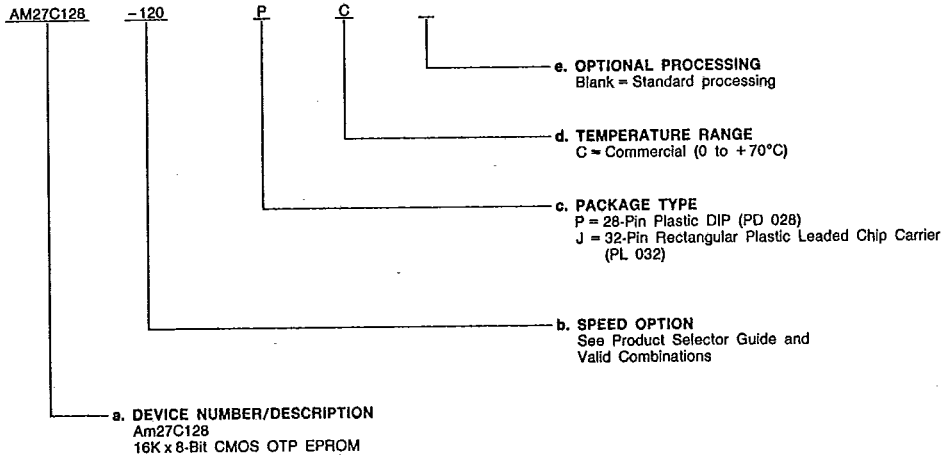 AM27C128 -120 P C
e. OPTIONAL PROCESSING
Blank = Standard processing
d. TEMPERATURE RANGE
C = Commercial (0 to +70°C)
c. PACKAGE TYPE
P = 28-Pin Plastic DIP (PD 028)
J = 32-Pin Rectangular Plastic Leaded Chip Carrier
(PL 032)
b. SPEED OPTION
See Product Selector Guide and
Valid Combinations
a. DEVICE NUMBER/DESCRIPTION
Am27C128
16K x 8-Bit CMOS OTP EPROM